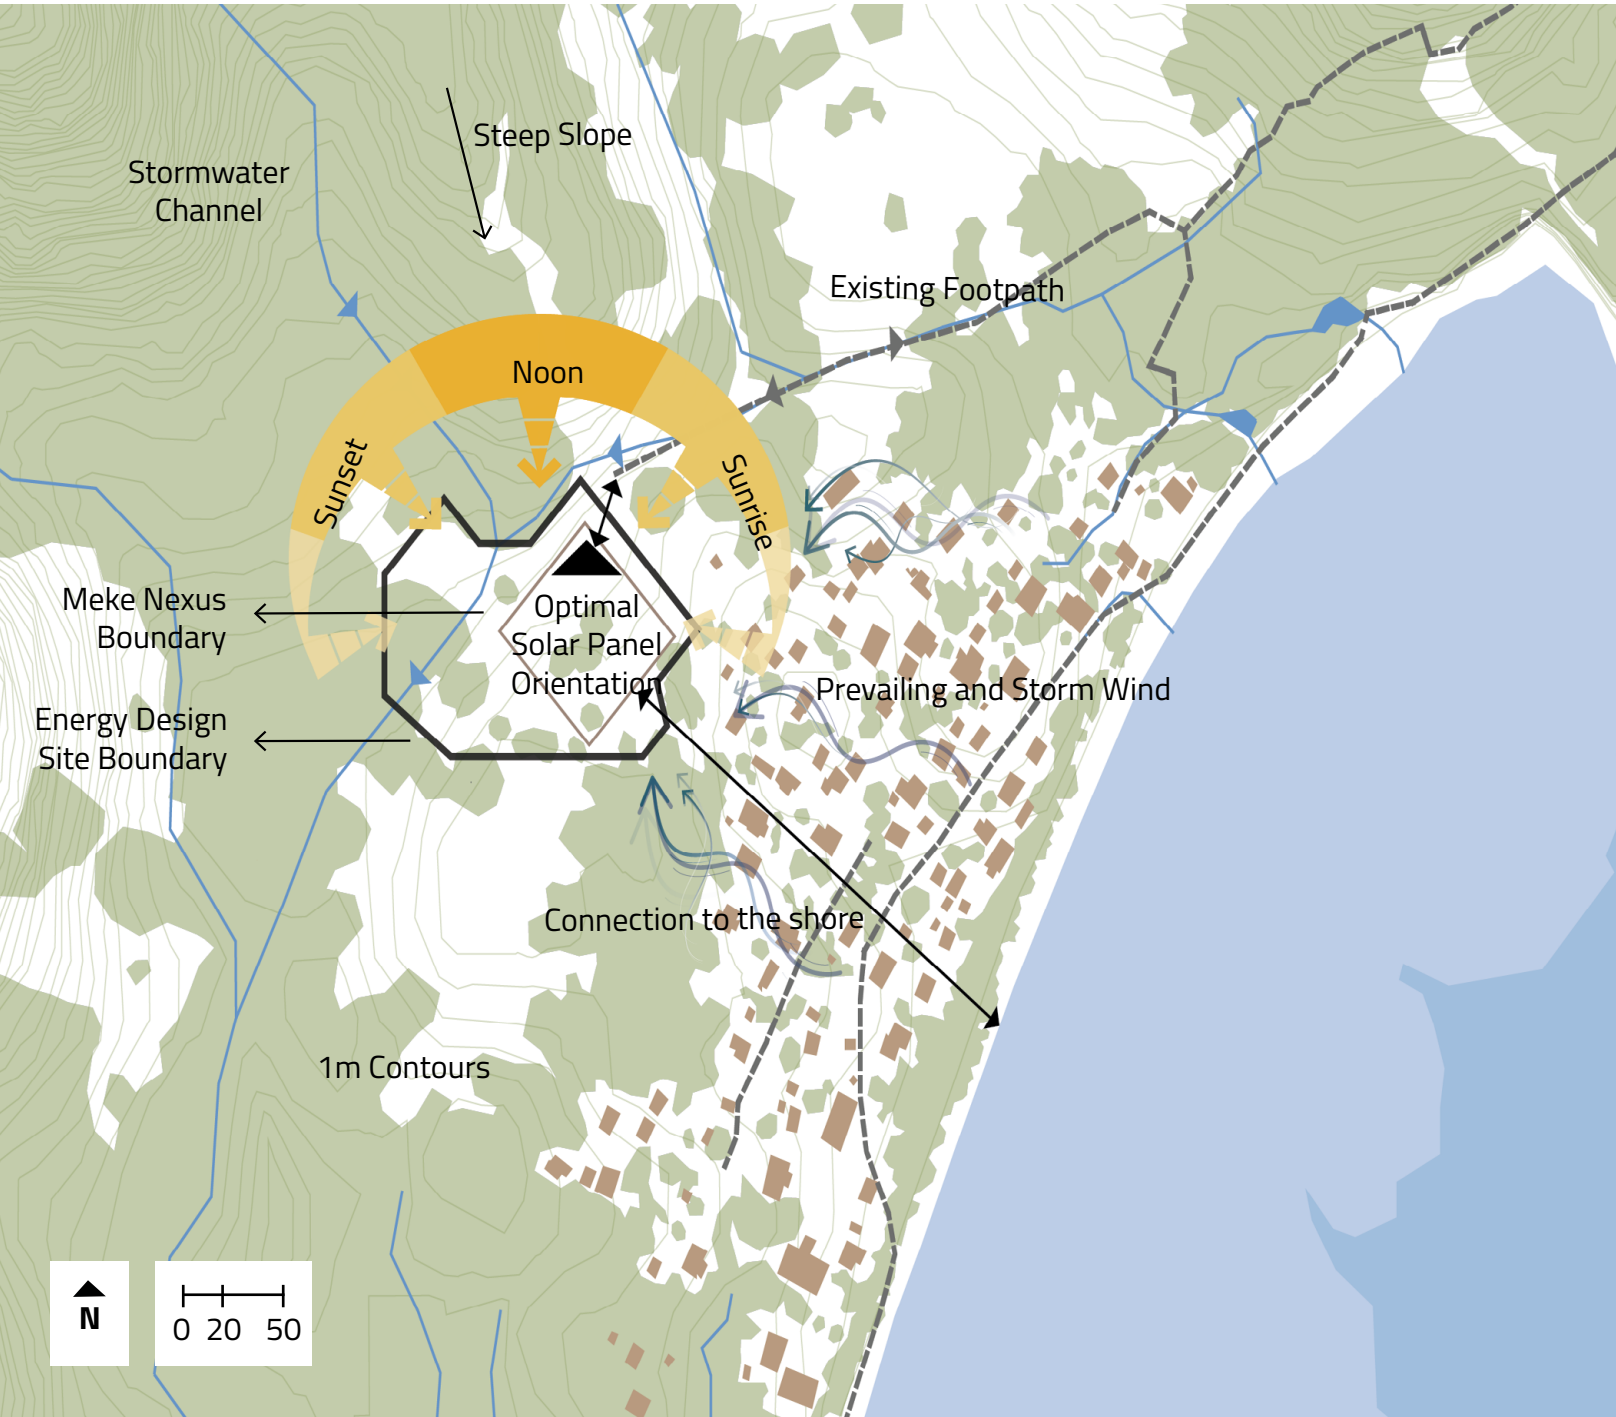 Steep Slope
Stormwater
Channel
Existing Footpath
Noon
Sunset
Sunrise
Meke Nexus
Boundary
Optimal
Solar Panel
Orientation
Prevailing and Storm Wind
Energy Design
Site Boundary
Connection to the shore
1m Contours
N
0 20 50